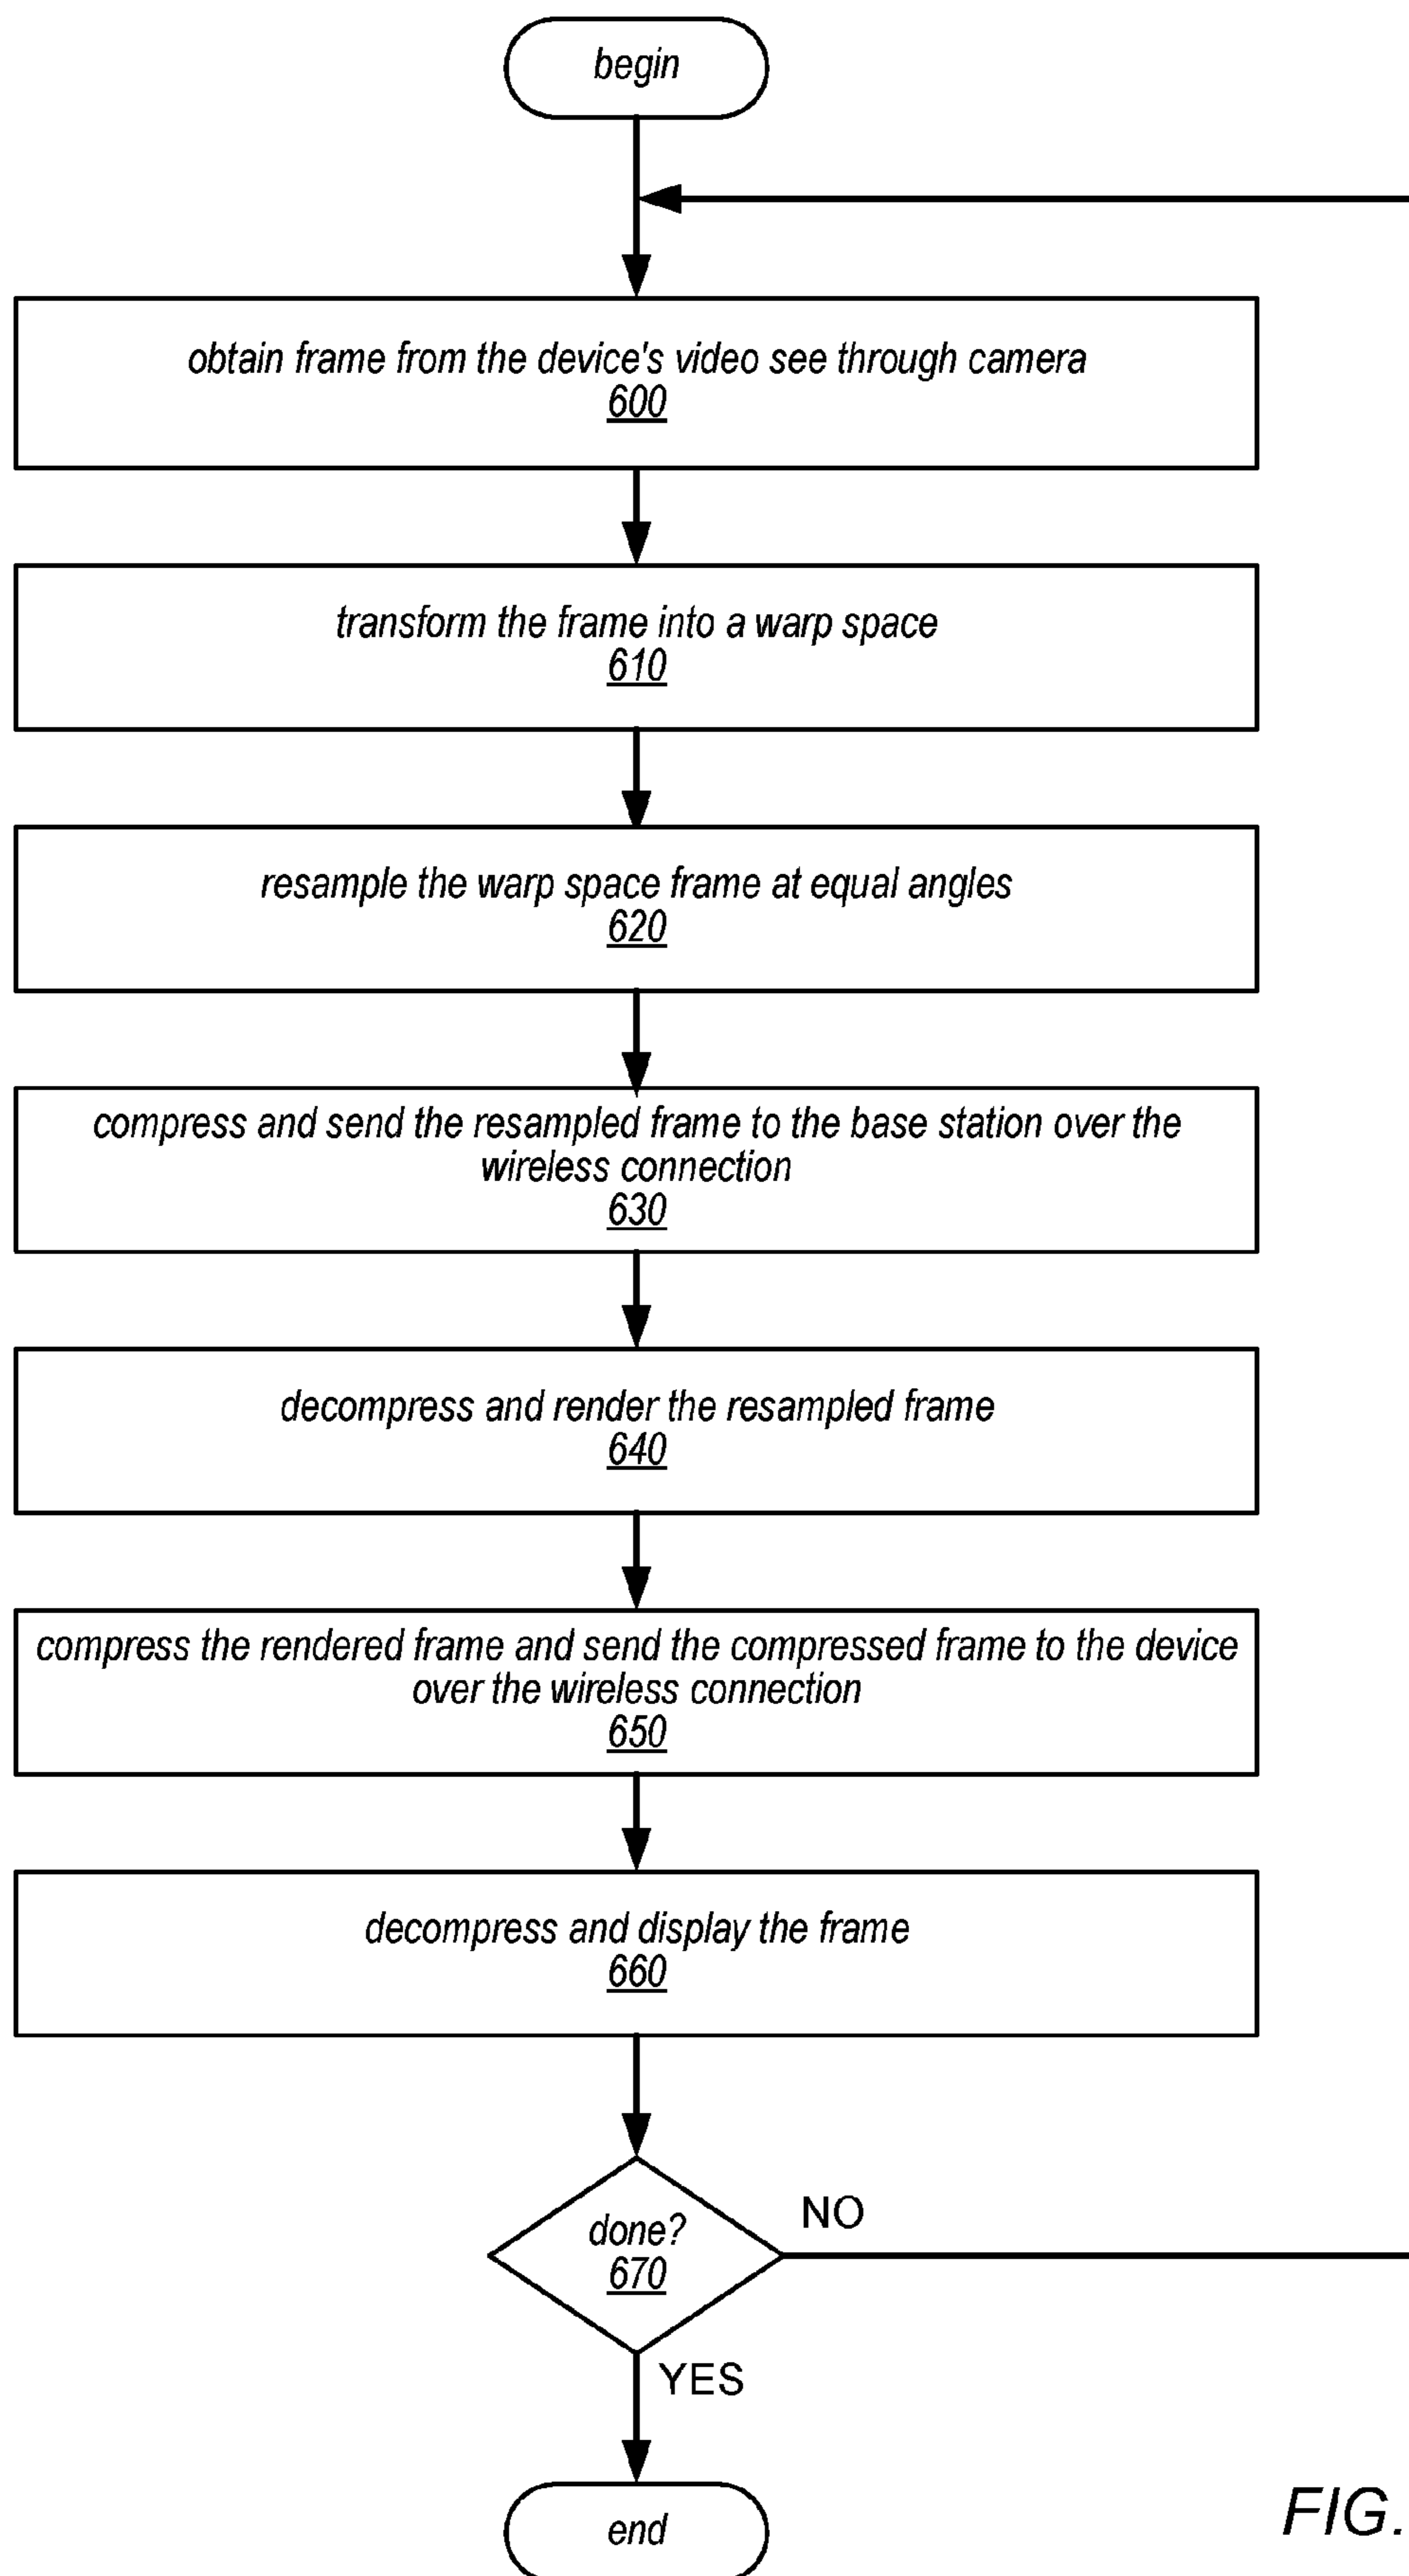 begin
obtain frame from the device's video see through camera
600
transform the frame into a warp space
610
resample the warp space frame at equal angles
620
compress and send the resampled frame to the base station over the
wireless connection
630
decompress and render the resampled frame
640
compress the rendered frame and send the compressed frame to the device
over the wireless connection
650
decompress and display the frame
660
done?
670
NO
YES
end
FIG.